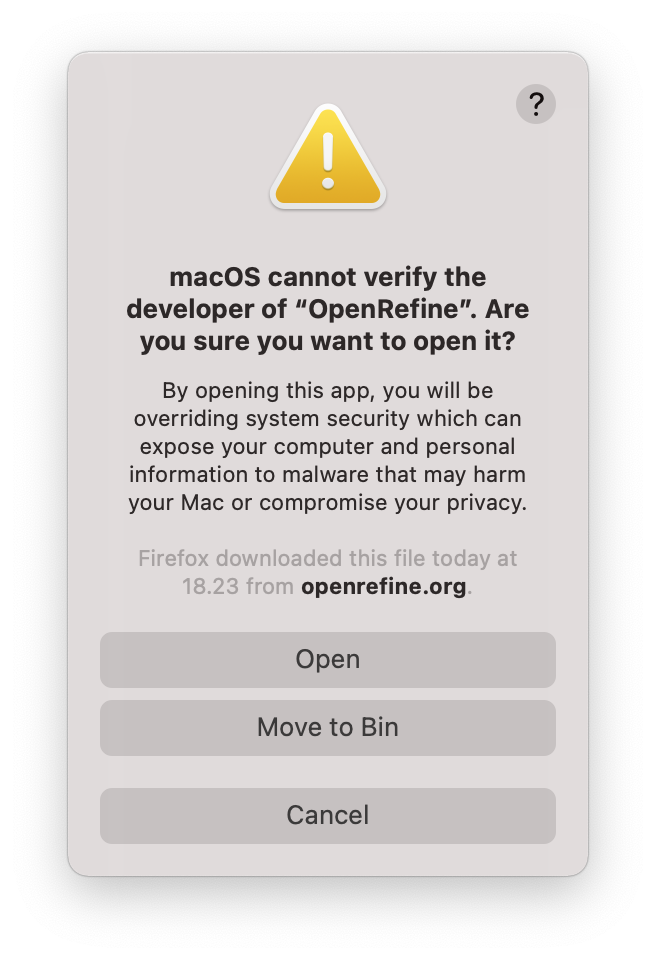 ?
macOS cannot verify the
developer of “OpenRefine”. Are
you sure you want to open it?
By opening this app, you will be
overriding system security which can
expose your computer and personal
information to malware that may harm
your Mac or compromise your privacy.
Firefox downloaded this file today at
18.23 from openrefine.org.
Open
Move to Bin
Cancel